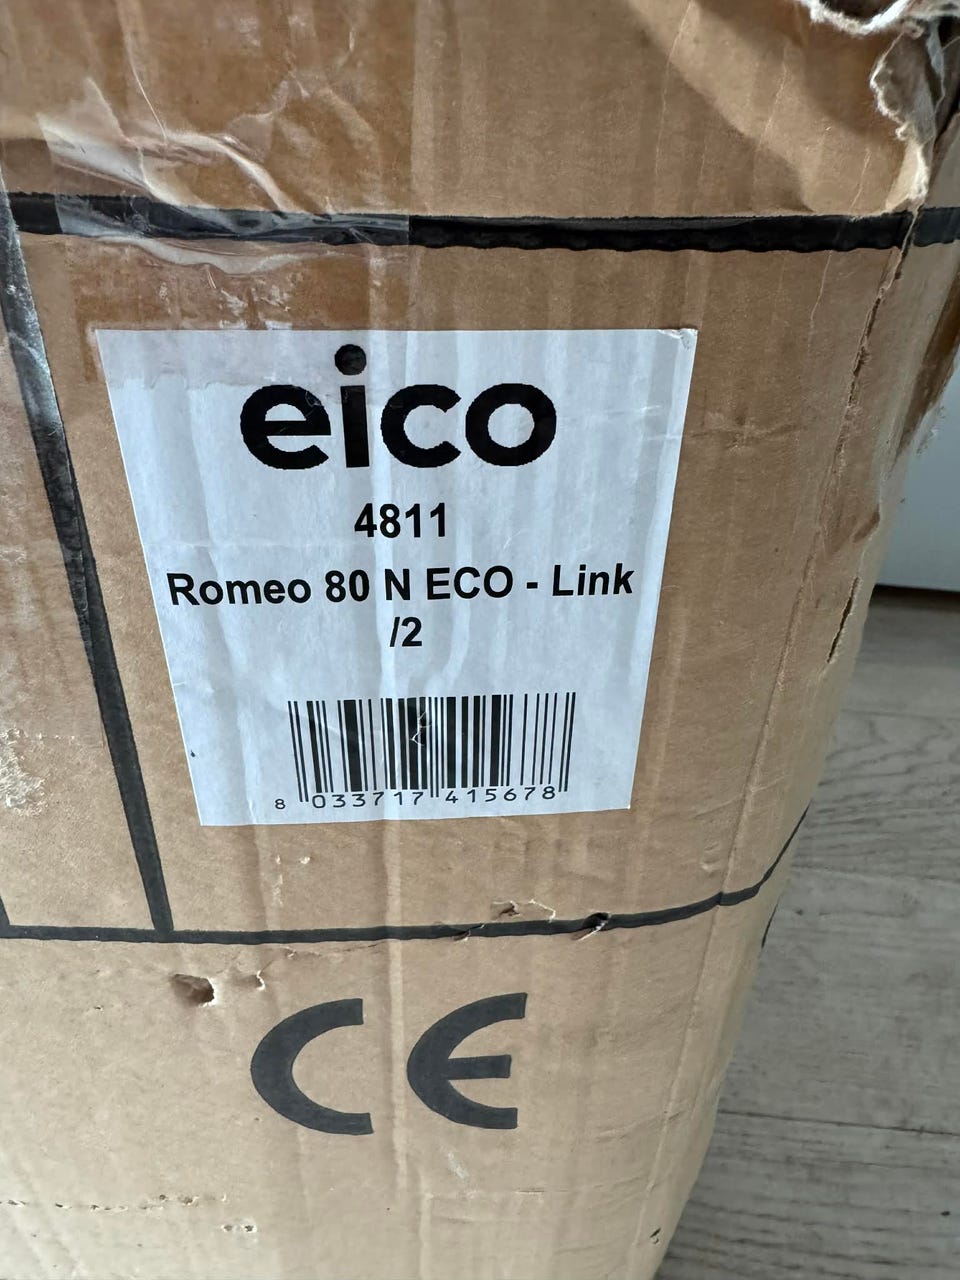 eico
4811
Romeo 80 N ECO - Link
/2
8 033717 415678
CE